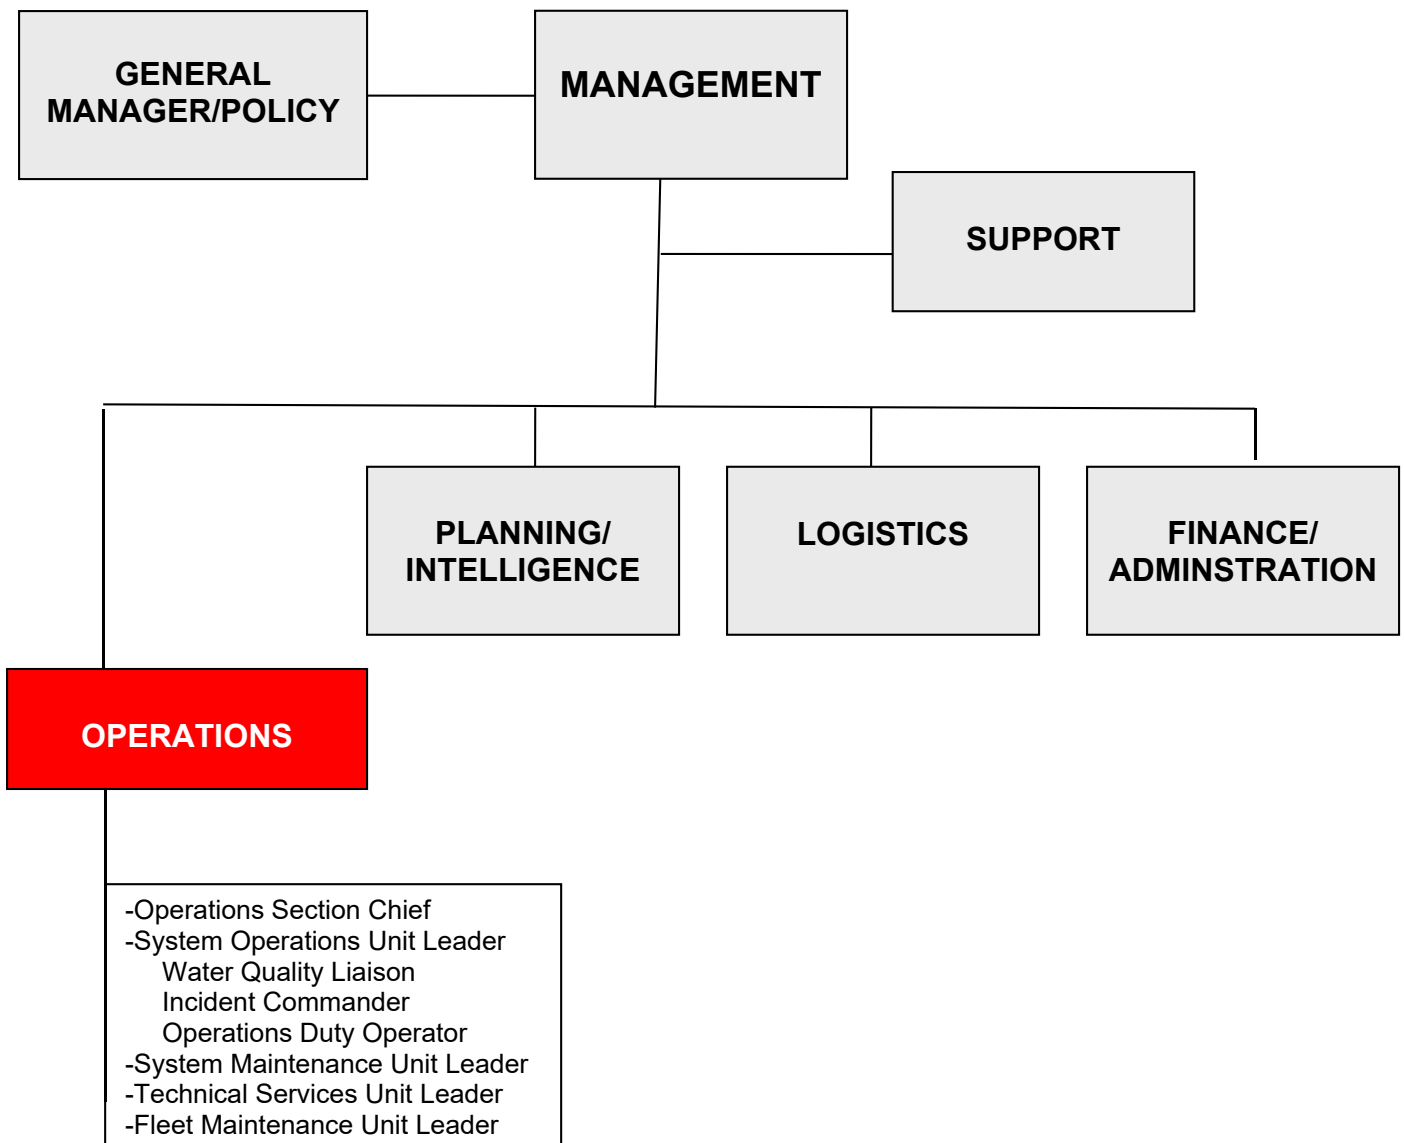 GENERAL
MANAGER/POLICY
MANAGEMENT
SUPPORT
PLANNING/
INTELLIGENCE
LOGISTICS
FINANCE/
ADMINSTRATION
OPERATIONS
-Operations Section Chief
-System Operations Unit Leader
Water Quality Liaison
Incident Commander
Operations Duty Operator
-System Maintenance Unit Leader
-Technical Services Unit Leader
-Fleet Maintenance Unit Leader